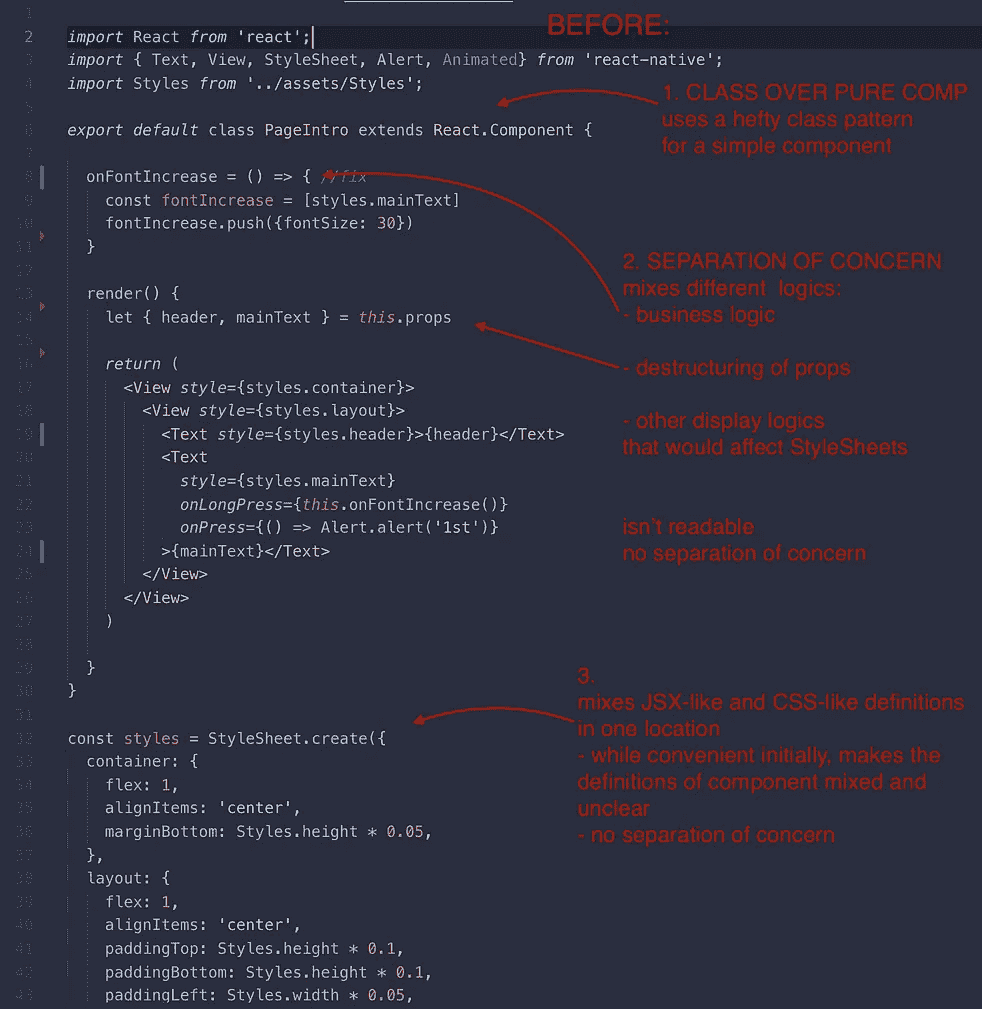 BEFORE:
1
2 import React from 'react';
3 import { Text, View, StyleSheet, Alert, Animated} from 'react-native';
4 import Styles from '../assets/Styles';
5
1. CLASS OVER PURE COMP
uses a hefty class pattern
for a simple component
6 export default class PageIntro extends React.Component {
7
8 onFontIncrease = () => { //fix
9 const fontIncrease = [styles.mainText]
10 fontIncrease.push({fontSize: 30})
11 }
12
2. SEPARATION OF CONCERN
mixes different logics:
- business logic
- destructuring of props
- other display logics
that would affect StyleSheets
isn't readable
no separation of concern
13 render() {
14 let { header, mainText } = this.props
15
16 return (
17 <View style={styles.container}>
18 <View style={styles.layout}>
19 <Text style={styles.header}>{header}</Text>
20 <Text
21 style={styles.mainText}
22 onLongPress={this.onFontIncrease()}
23 onPress={() => Alert.alert('1st')}
24 >{mainText}</Text>
25 </View>
26 </View>
27 )
28
29 }
30 }
31
3.
mixes JSX-like and CSS-like definitions
in one location
- while convenient initially, makes the
definitions of component mixed and
unclear
- no separation of concern
32 const styles = StyleSheet.create({
33 container: {
34 flex: 1,
35 alignItems: 'center',
36 marginBottom: Styles.height * 0.05,
37 },
38 layout: {
39 flex: 1,
40 alignItems: 'center',
41 paddingTop: Styles.height * 0.1,
42 paddingBottom: Styles.height * 0.1,
43 paddingLeft: Styles.width * 0.05,